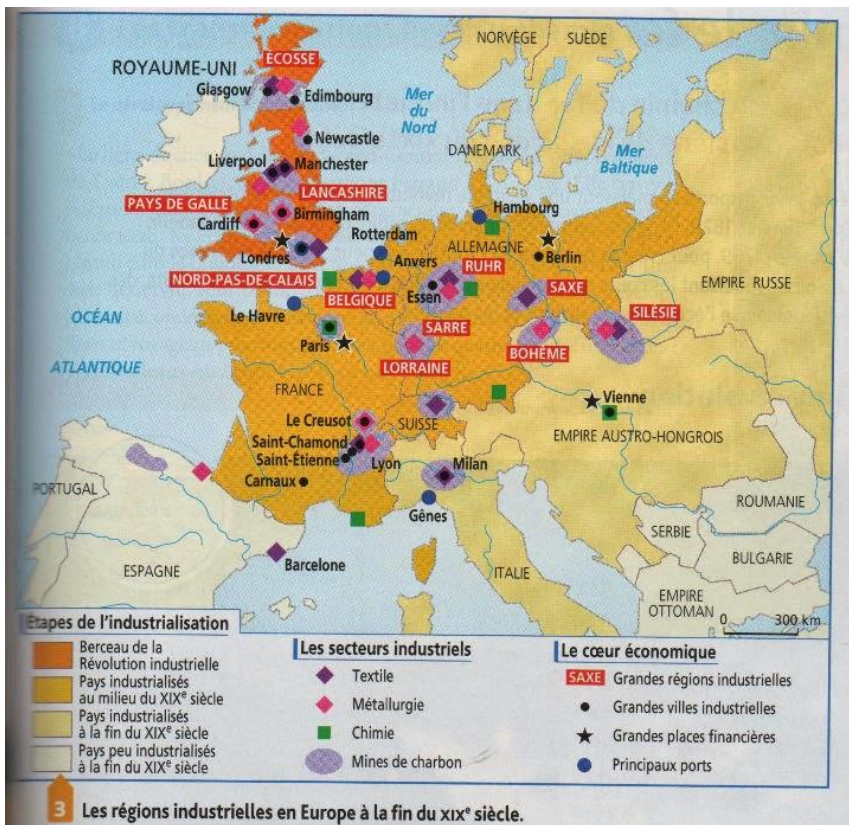 NORVÈGE
SUÈDE
ÉCOSSE
ROYAUME-UNI
Glasgow
Edimbourg
Mer
du
Nord
Newcastle
DANEMARK
Mer
Baltique
Liverpool
Manchester
PAYS DE GALLE
LANCASHIRE
Birmingham
Cardiff
Hambourg
Rotterdam
ALLEMAGNE
Londres
Anvers
Berlin
RUHR
NORD-PAS-DE-CALAIS
EMPIRE RUSSE
BELGIQUE
Essen
SAXE
SILÉSIE
Le Havre
OCÉAN
ATLANTIQUE
SARRE
Paris
BOHÊME
LORRAINE
FRANCE
Vienne
Le Creusot
SUISSE
EMPIRE AUSTRO-HONGROIS
Saint-Chamond
Saint-Étienne
Lyon
Milan
Carnaux
PORTUGAL
Gênes
ROUMANIE
SERBIE
BULGARIE
Barcelone
ESPAGNE
ITALIE
EMPIRE
OTTOMAN
0 300 km
Etapes de l'industrialisation
Berceau de la
Révolution industrielle
Pays industrialisés
au milieu du XIXe siècle
Pays industrialisés
à la fin du XIXe siècle
Pays peu industrialisés
à la fin du XIXe siècle
Les secteurs industriels
Textile
Métallurgie
Chimie
Mines de charbon
Le cœur économique
SAXE Grandes régions industrielles
Grandes villes industrielles
Grandes places financières
Principaux ports
3 Les régions industrielles en Europe à la fin du XIXe siècle.